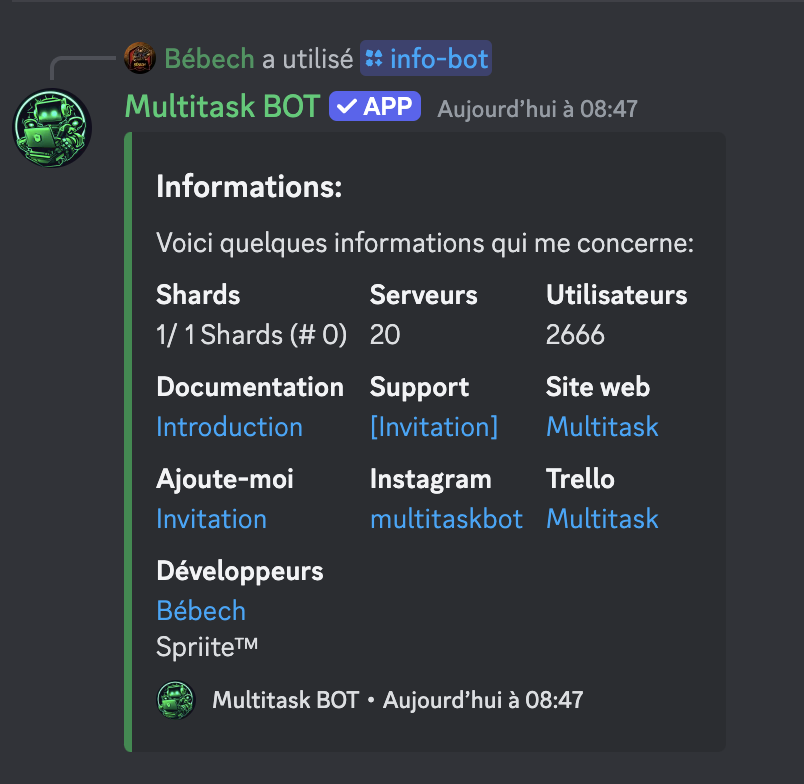 Bébech a utilisé info-bot
Multitask BOT ✓ APP Aujourd’hui à 08:47
Informations:
Voici quelques informations qui me concerne:
Shards Serveurs Utilisateurs
1/ 1 Shards (# 0) 20 2666
Documentation Support Site web
Introduction [Invitation] Multitask
Ajoute-moi Instagram Trello
Invitation multitaskbot Multitask
Développeurs
Bébech
Spriite™
Multitask BOT • Aujourd’hui à 08:47